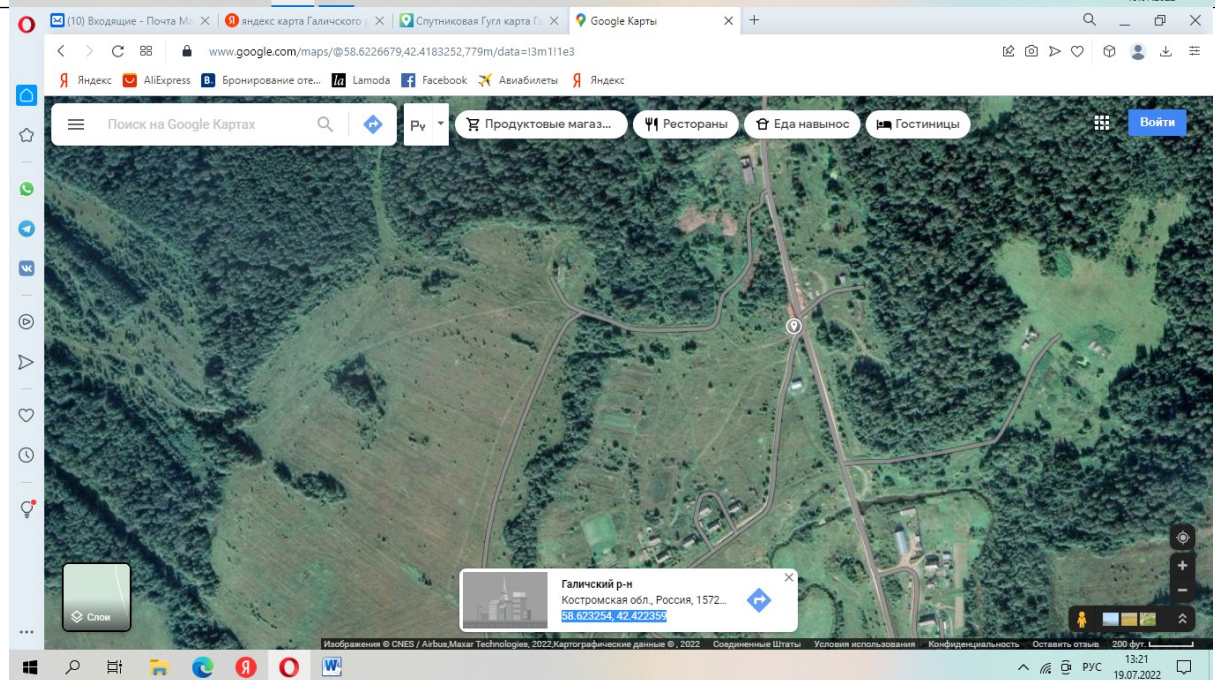 (10) Входящие - Почта Ма
яндекс карта Галичского р
Спутниковая Гугл карта Га
Google Карты
www.google.com/maps/@58.6226679,42.4183252,779m/data=!3m1!1e3
Яндекс
AliExpress
Бронирование оте...
Lamoda
Facebook
Авиабилеты
Яндекс
Поиск на Google Картах
Продуктовые магаз...
Рестораны
Еда навынос
Гостиницы
Войти
Слои
Галичский р-н
Костромская обл., Россия, 1572...
58.623254, 42.422359
Изображения © CNES / Airbus,Maxar Technologies, 2022,Картографические данные © , 2022 Соединенные Штаты Условия использования Конфиденциальность Оставить отзыв 200 фут.
РУС
13:21
19.07.2022